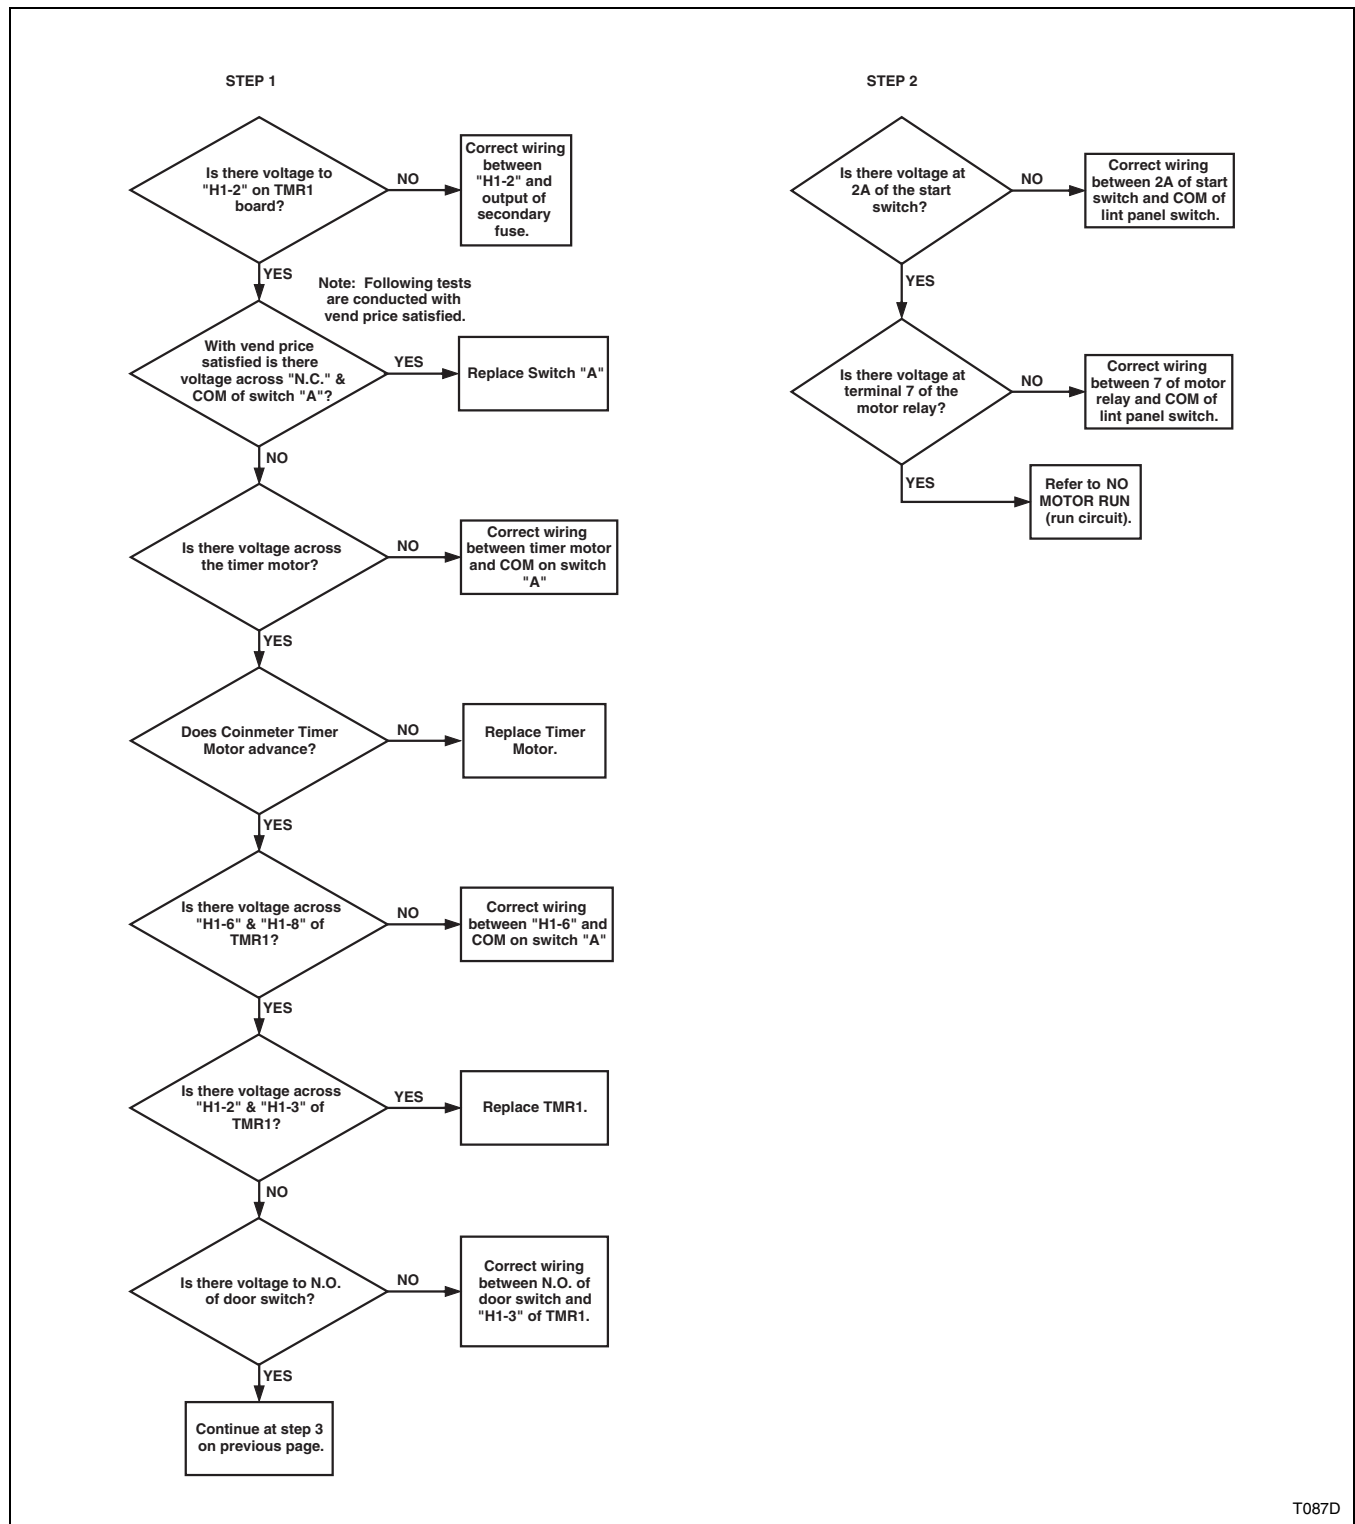 STEP 1
Is there voltage to
"H1-2" on TMR1
board?
NO
Correct wiring
between
"H1-2" and
output of
secondary
fuse.
YES
Note: Following tests
are conducted with
vend price satisfied.
With vend price
satisfied is there
voltage across "N.C." &
COM of switch "A"?
YES
Replace Switch "A"
NO
Is there voltage across
the timer motor?
NO
Correct wiring
between timer motor
and COM on switch
"A"
YES
Does Coinmeter Timer
Motor advance?
NO
Replace Timer
Motor.
YES
Is there voltage across
"H1-6" & "H1-8" of
TMR1?
NO
Correct wiring
between "H1-6" and
COM on switch "A"
YES
Is there voltage across
"H1-2" & "H1-3" of
TMR1?
YES
Replace TMR1.
NO
Is there voltage to N.O.
of door switch?
NO
Correct wiring
between N.O. of
door switch and
"H1-3" of TMR1.
YES
Continue at step 3
on previous page.
STEP 2
Is there voltage at
2A of the start
switch?
NO
Correct wiring
between 2A of start
switch and COM of
lint panel switch.
YES
Is there voltage at
terminal 7 of the
motor relay?
NO
Correct wiring
between 7 of motor
relay and COM of
lint panel switch.
YES
Refer to NO
MOTOR RUN
(run circuit).
T087D